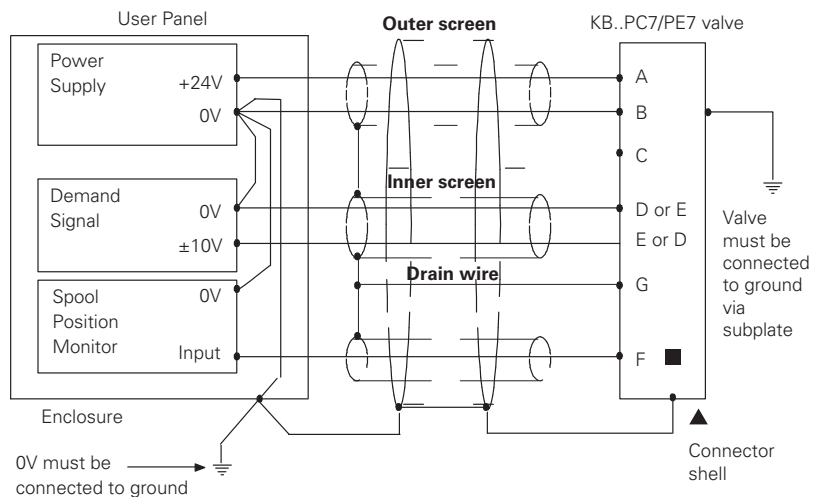 User Panel
Outer screen
KB..PC7/PE7 valve
Power
Supply
+24V
0V
A
B
C
Inner screen
Demand
Signal
0V
±10V
D or E
E or D
Valve
must be
connected
to ground
via
subplate
Drain wire
Spool
Position
Monitor
0V
Input
G
F
Enclosure
Connector
shell
0V must be
connected to ground